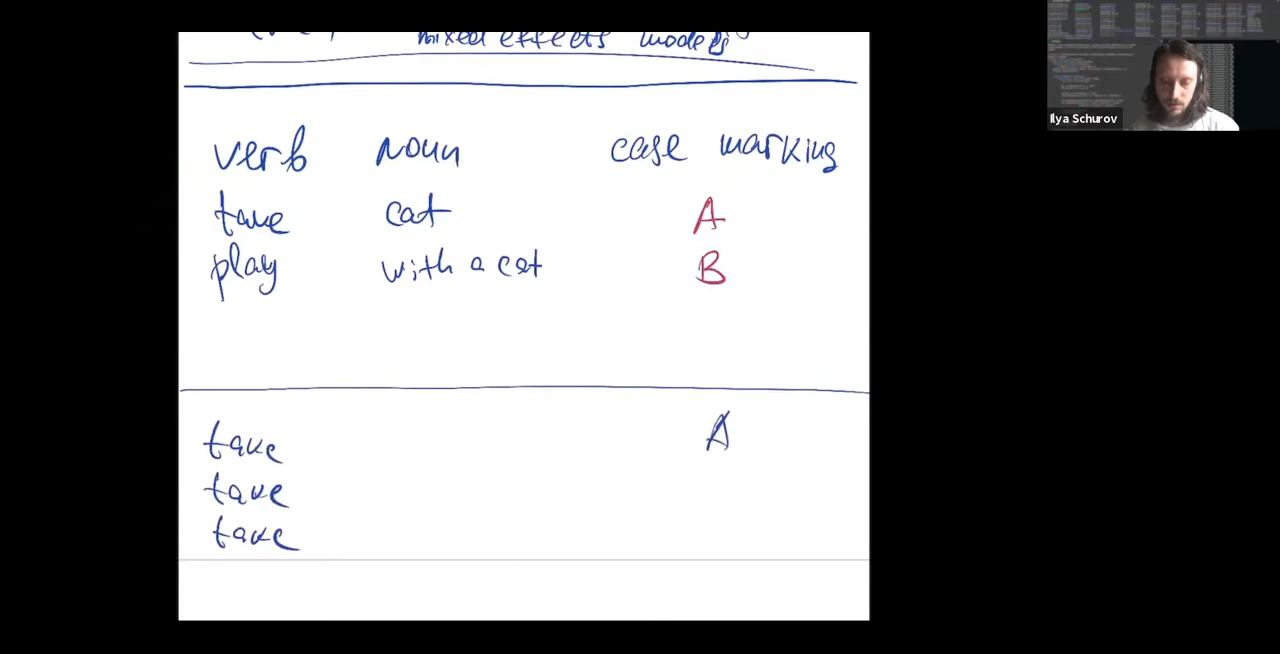 mixed effects models
verb noun case marking
take cat A
play with a cat B
take A
take
take
Ilya Schurov